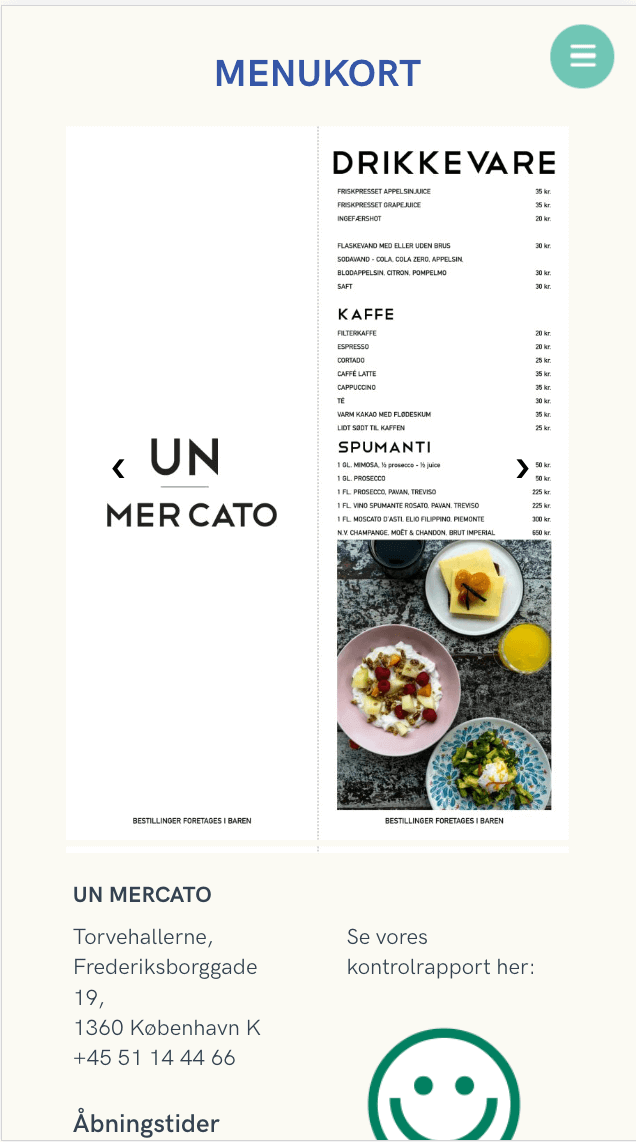 MENUKORT
UN
MERCATO
BESTILLINGER FORETAGES I BAREN
DRIKKEVARE
FRISKPRESSET APPELSINJUICE 35 kr.
FRISKPRESSET GRAPEJUICE 35 kr.
INGEFÆRSHOT 20 kr.
FLASKEVAND MED ELLER UDEN BRUS 30 kr.
SODAVAND - COLA, COLA ZERO, APPELSIN,
BLODAPPELSIN, CITRON, POMPELMO 30 kr.
SAFT 30 kr.
KAFFE
FILTERKAFFE 20 kr.
ESPRESSO 20 kr.
CORTADO 25 kr.
CAFFÈ LATTE 35 kr.
CAPPUCCINO 35 kr.
TÉ 30 kr.
VARM KAKAO MED FLØDESKUM 35 kr.
LIDT SØDT TIL KAFFEN 25 kr.
SPUMANTI
1 GL. MIMOSA, ½ prosecco - ½ juice 50 kr.
1 GL. PROSECCO 50 kr.
1 FL. PROSECCO, PAVAN, TREVISO 225 kr.
1 FL. VINO SPUMANTE ROSATO, PAVAN, TREVISO 225 kr.
1 FL. MOSCATO D'ASTI, ELIO FILIPPINO, PIEMONTE 300 kr.
N.V. CHAMPANGE, MOËT & CHANDON, BRUT IMPERIAL 650 kr.
BESTILLINGER FORETAGES I BAREN
UN MERCATO
Torvehallerne,
Frederiksborggade
19,
1360 København K
+45 51 14 44 66
Åbningstider
Se vores
kontrolrapport her: